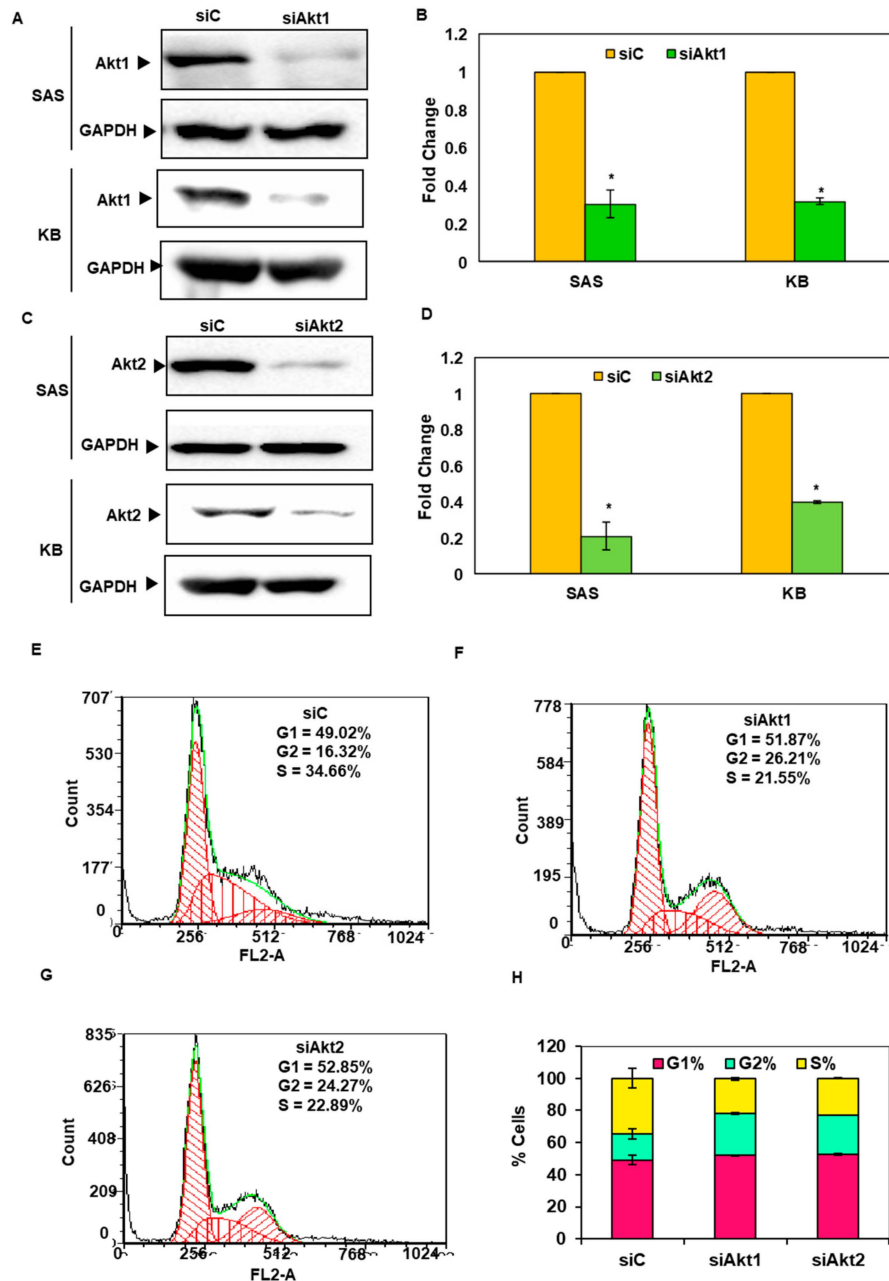 A
siC siAkt1
SAS
Akt1
GAPDH
KB
Akt1
GAPDH
B
Fold Change
1.2
1
0.8
0.6
0.4
0.2
0
siC siAkt1
*
*
SAS KB
C
siC siAkt2
SAS
Akt2
GAPDH
KB
Akt2
GAPDH
D
Fold Change
1.2
1
0.8
0.6
0.4
0.2
0
siC siAkt2
*
*
SAS KB
E
Count
707
530
354
177
0
siC
G1 = 49.02%
G2 = 16.32%
S = 34.66%
0 256 512 768 1024
FL2-A
F
Count
778
584
389
195
0
siAkt1
G1 = 51.87%
G2 = 26.21%
S = 21.55%
0 256 512 768 1024
FL2-A
G
Count
835
626
408
209
0
siAkt2
G1 = 52.85%
G2 = 24.27%
S = 22.89%
0 256 512 768 1024
FL2-A
H
% Cells
120
100
80
60
40
20
0
G1% G2% S%
siC siAkt1 siAkt2